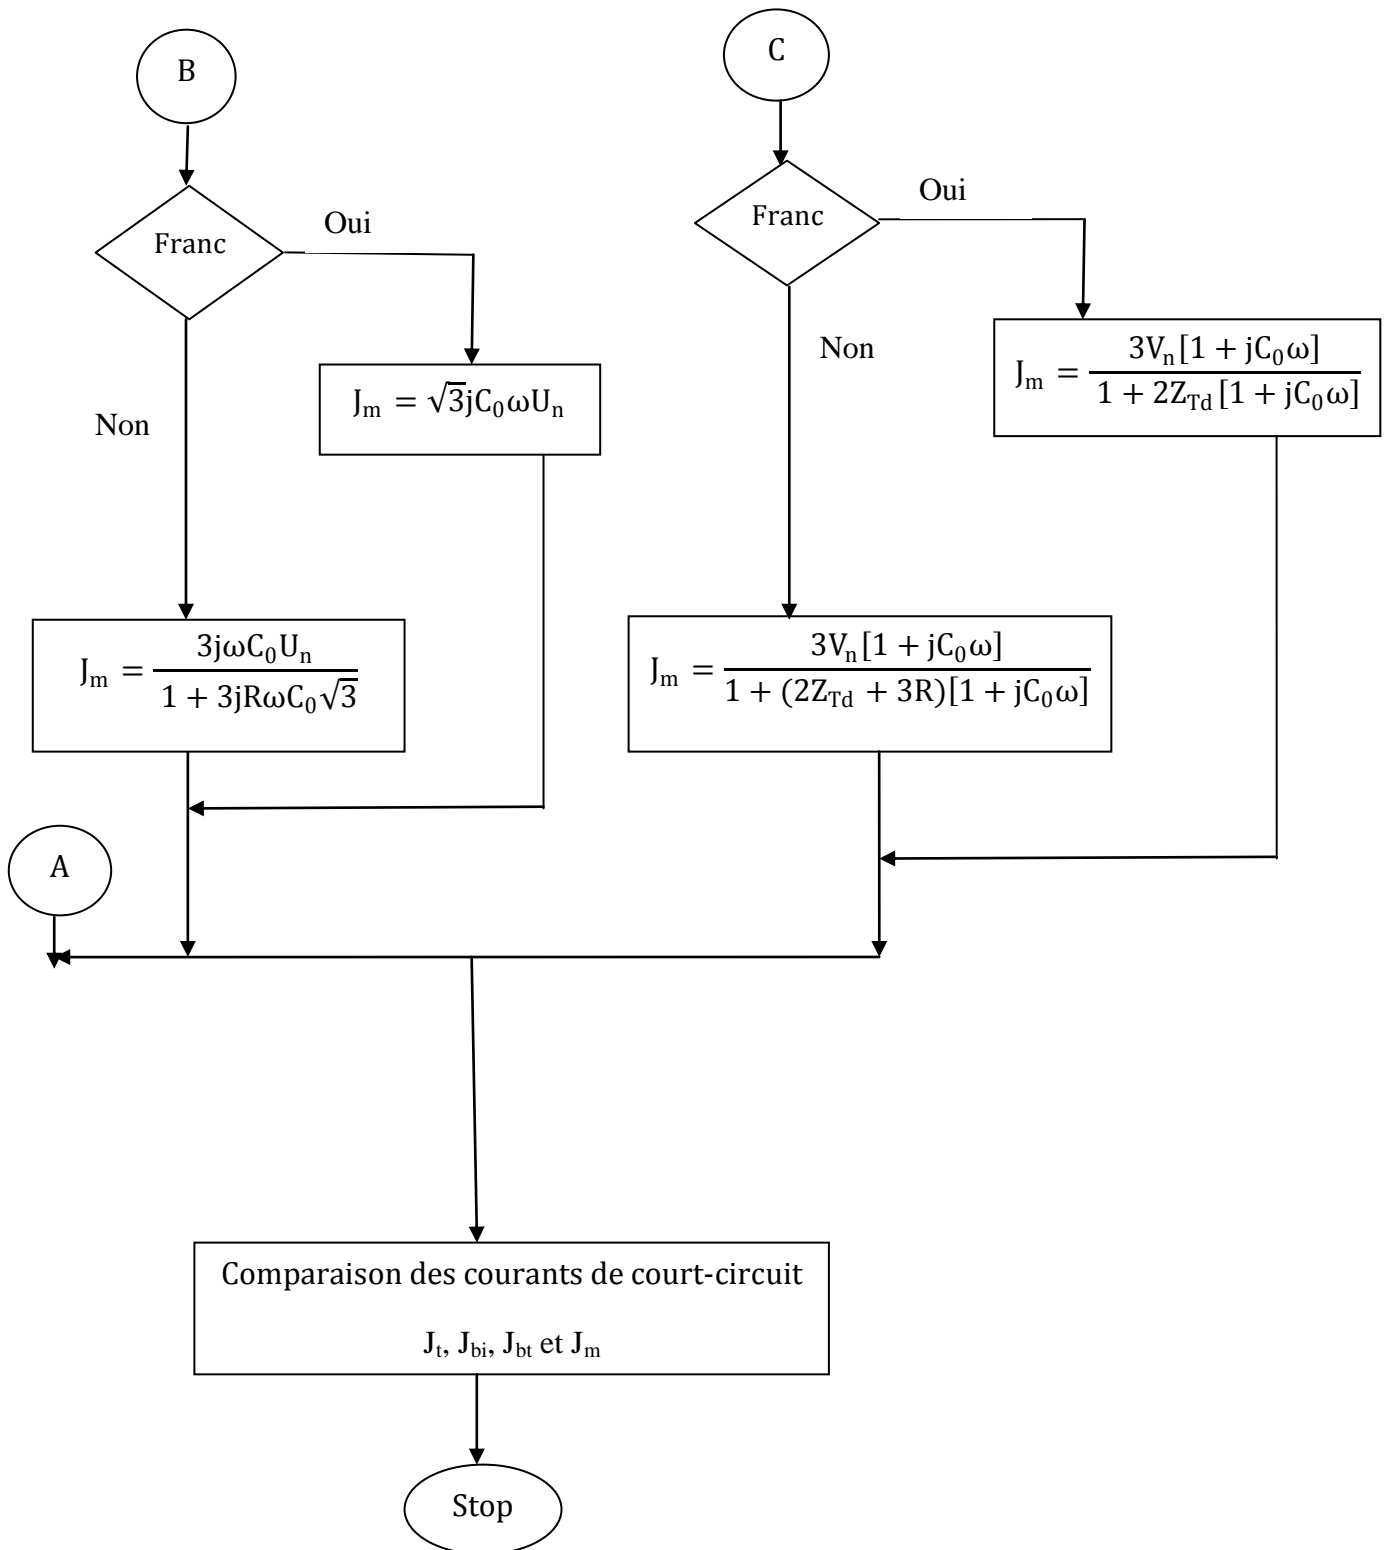 B
C
Franc
Oui
Franc
Oui
Non
Non
J_m = √3jC_0ωU_n
J_m = 3V_n[1 + jC_0ω] / 1 + 2Z_Td[1 + jC_0ω]
J_m = 3jωC_0U_n / 1 + 3jRωC_0√3
J_m = 3V_n[1 + jC_0ω] / 1 + (2Z_Td + 3R)[1 + jC_0ω]
A
Comparaison des courants de court-circuit
J_t, J_bi, J_bt et J_m
Stop